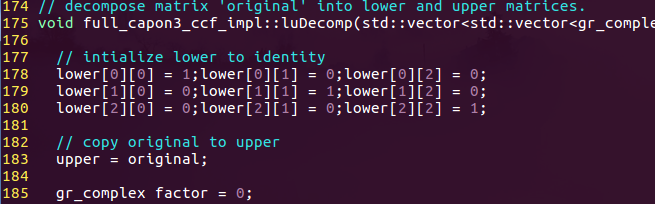 174 // decompose matrix 'original' into lower and upper matrices.
175 void full_capon3_ccf_impl::luDecomp(std::vector<std::vector<gr_comple
176
177   // intialize lower to identity
178   lower[0][0] = 1;lower[0][1] = 0;lower[0][2] = 0;
179   lower[1][0] = 0;lower[1][1] = 1;lower[1][2] = 0;
180   lower[2][0] = 0;lower[2][1] = 0;lower[2][2] = 1;
181
182   // copy original to upper
183   upper = original;
184
185   gr_complex factor = 0;